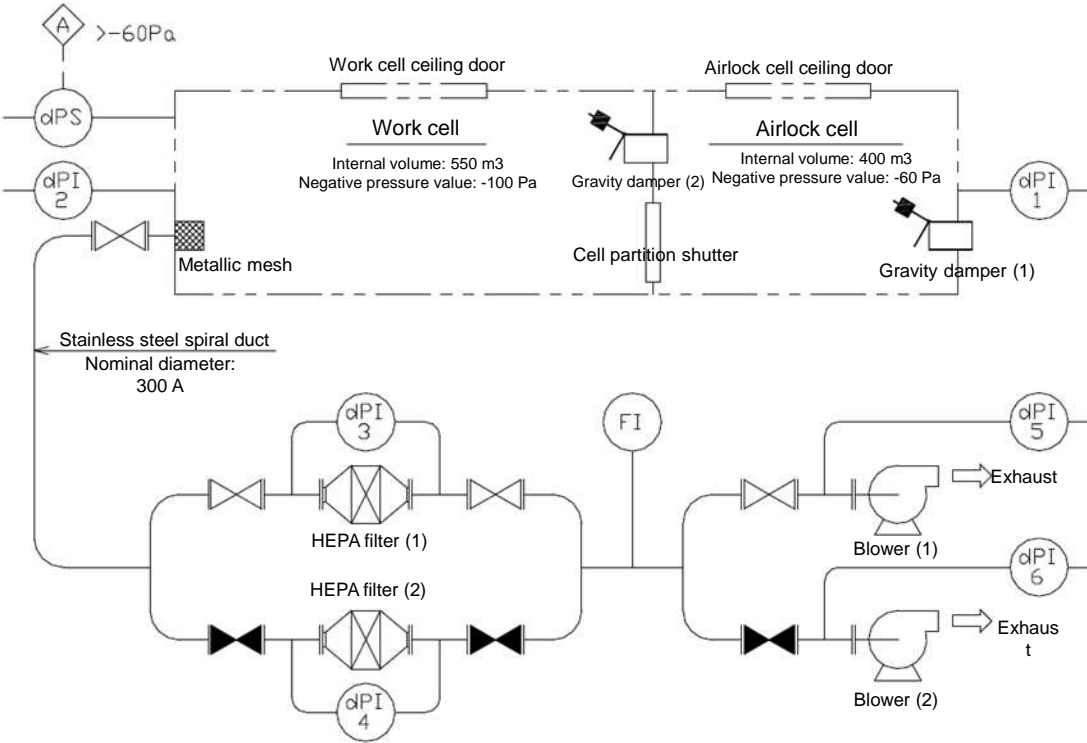 A
>-60Pa
Work cell ceiling door
Airlock cell ceiling door
dPS
Work cell
Internal volume: 550 m3
Negative pressure value: -100 Pa
Airlock cell
Internal volume: 400 m3
Negative pressure value: -60 Pa
dPI
2
Gravity damper (2)
dPI
1
Metallic mesh
Cell partition shutter
Gravity damper (1)
Stainless steel spiral duct
Nominal diameter:
300 A
dPI
3
FI
dPI
5
HEPA filter (1)
Exhaust
Blower (1)
HEPA filter (2)
dPI
6
Exhaus
t
dPI
4
Blower (2)